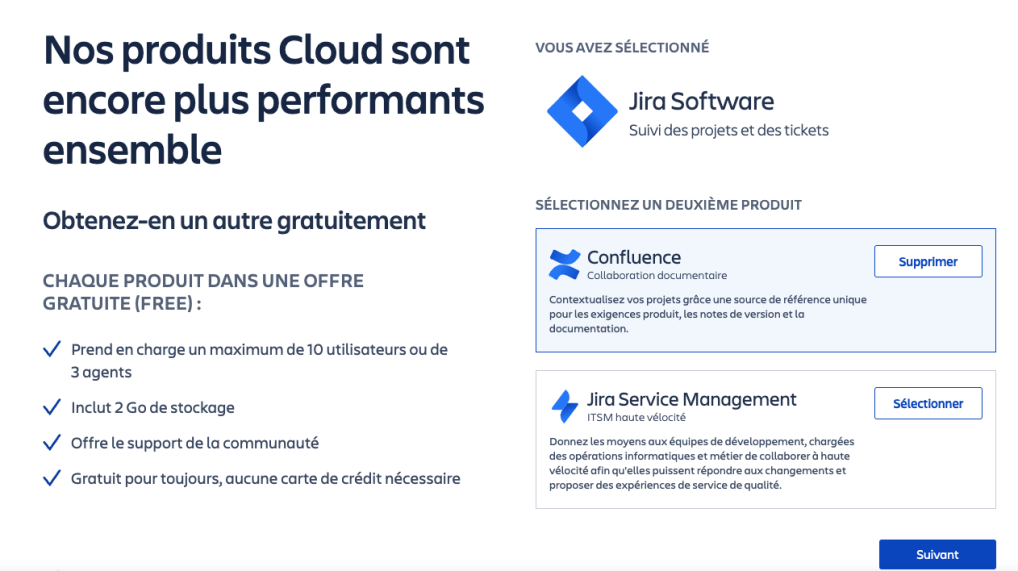 Nos produits Cloud sont
encore plus performants
ensemble
Obtenez-en un autre gratuitement
CHAQUE PRODUIT DANS UNE OFFRE
GRATUITE (FREE) :
Prend en charge un maximum de 10 utilisateurs ou de
3 agents
Inclut 2 Go de stockage
Offre le support de la communauté
Gratuit pour toujours, aucune carte de crédit nécessaire
VOUS AVEZ SÉLECTIONNÉ
Jira Software
Suivi des projets et des tickets
SÉLECTIONNEZ UN DEUXIÈME PRODUIT
Confluence
Collaboration documentaire
Supprimer
Contextualisez vos projets grâce une source de référence unique
pour les exigences produit, les notes de version et la
documentation.
Jira Service Management
ITSM haute vélocité
Sélectionner
Donnez les moyens aux équipes de développement, chargées
des opérations informatiques et métier de collaborer à haute
vélocité afin qu'elles puissent répondre aux changements et
proposer des expériences de service de qualité.
Suivant